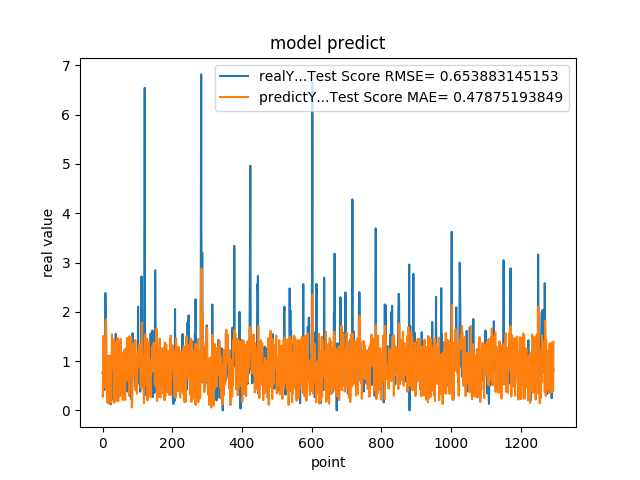 model predict
realY...Test Score RMSE= 0.653883145153
predictY...Test Score MAE= 0.47875193849
real value
7
6
5
4
3
2
1
0
0 200 400 600 800 1000 1200
point